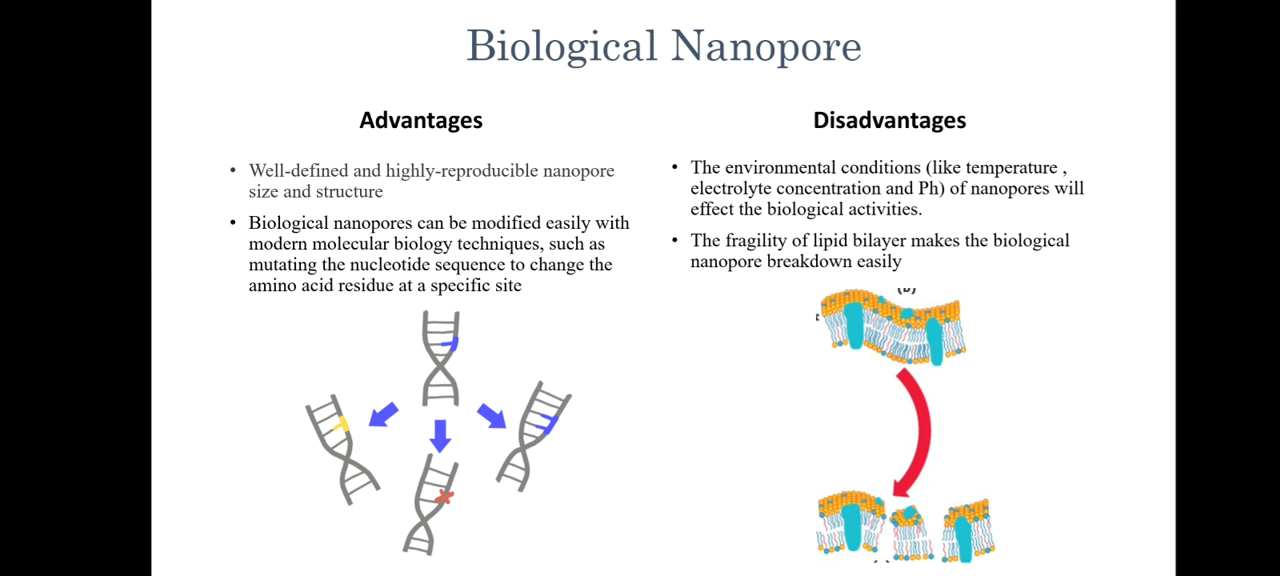 Biological Nanopore
Advantages
• Well-defined and highly-reproducible nanopore
size and structure
• Biological nanopores can be modified easily with
modern molecular biology techniques, such as
mutating the nucleotide sequence to change the
amino acid residue at a specific site
Disadvantages
• The environmental conditions (like temperature ,
electrolyte concentration and Ph) of nanopores will
effect the biological activities.
• The fragility of lipid bilayer makes the biological
nanopore breakdown easily